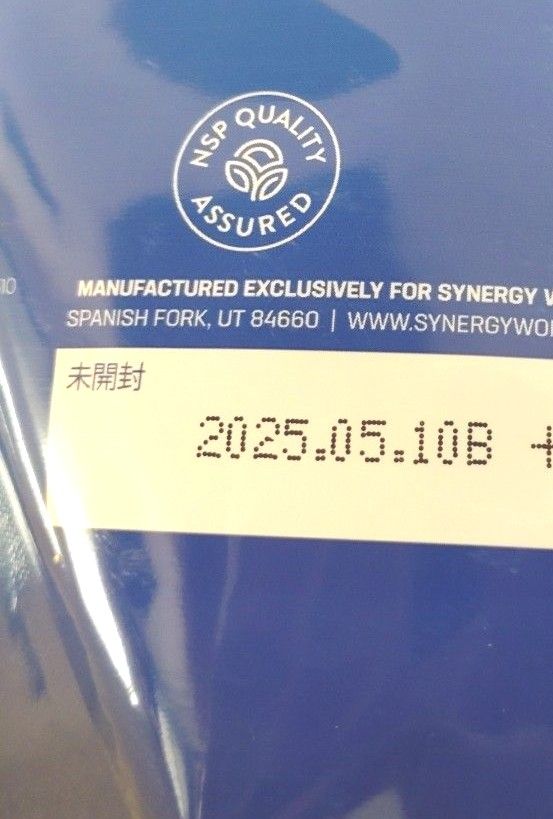 NSP QUALITY
ASSURED
10
MANUFACTURED EXCLUSIVELY FOR SYNERGY W
SPANISH FORK, UT 84660 | WWW.SYNERGYWO
未開封
2025.05.10B